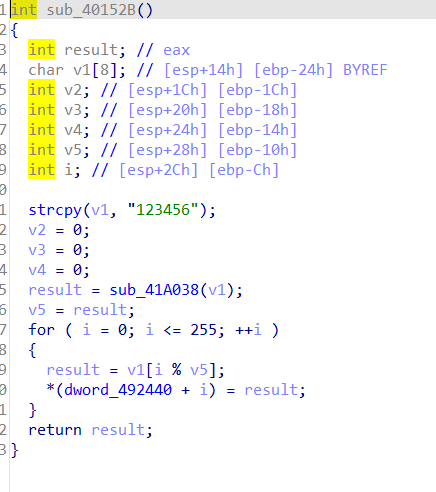 1 int sub_40152B()
2 {
3 int result; // eax
4 char v1[8]; // [esp+14h] [ebp-24h] BYREF
5 int v2; // [esp+1Ch] [ebp-1Ch]
6 int v3; // [esp+20h] [ebp-18h]
7 int v4; // [esp+24h] [ebp-14h]
8 int v5; // [esp+28h] [ebp-10h]
9 int i; // [esp+2Ch] [ebp-Ch]
0
1 strcpy(v1, "123456");
2 v2 = 0;
3 v3 = 0;
4 v4 = 0;
5 result = sub_41A038(v1);
6 v5 = result;
7 for ( i = 0; i <= 255; ++i )
8 {
9 result = v1[i % v5];
0 *(dword_492440 + i) = result;
1 }
2 return result;
3 }